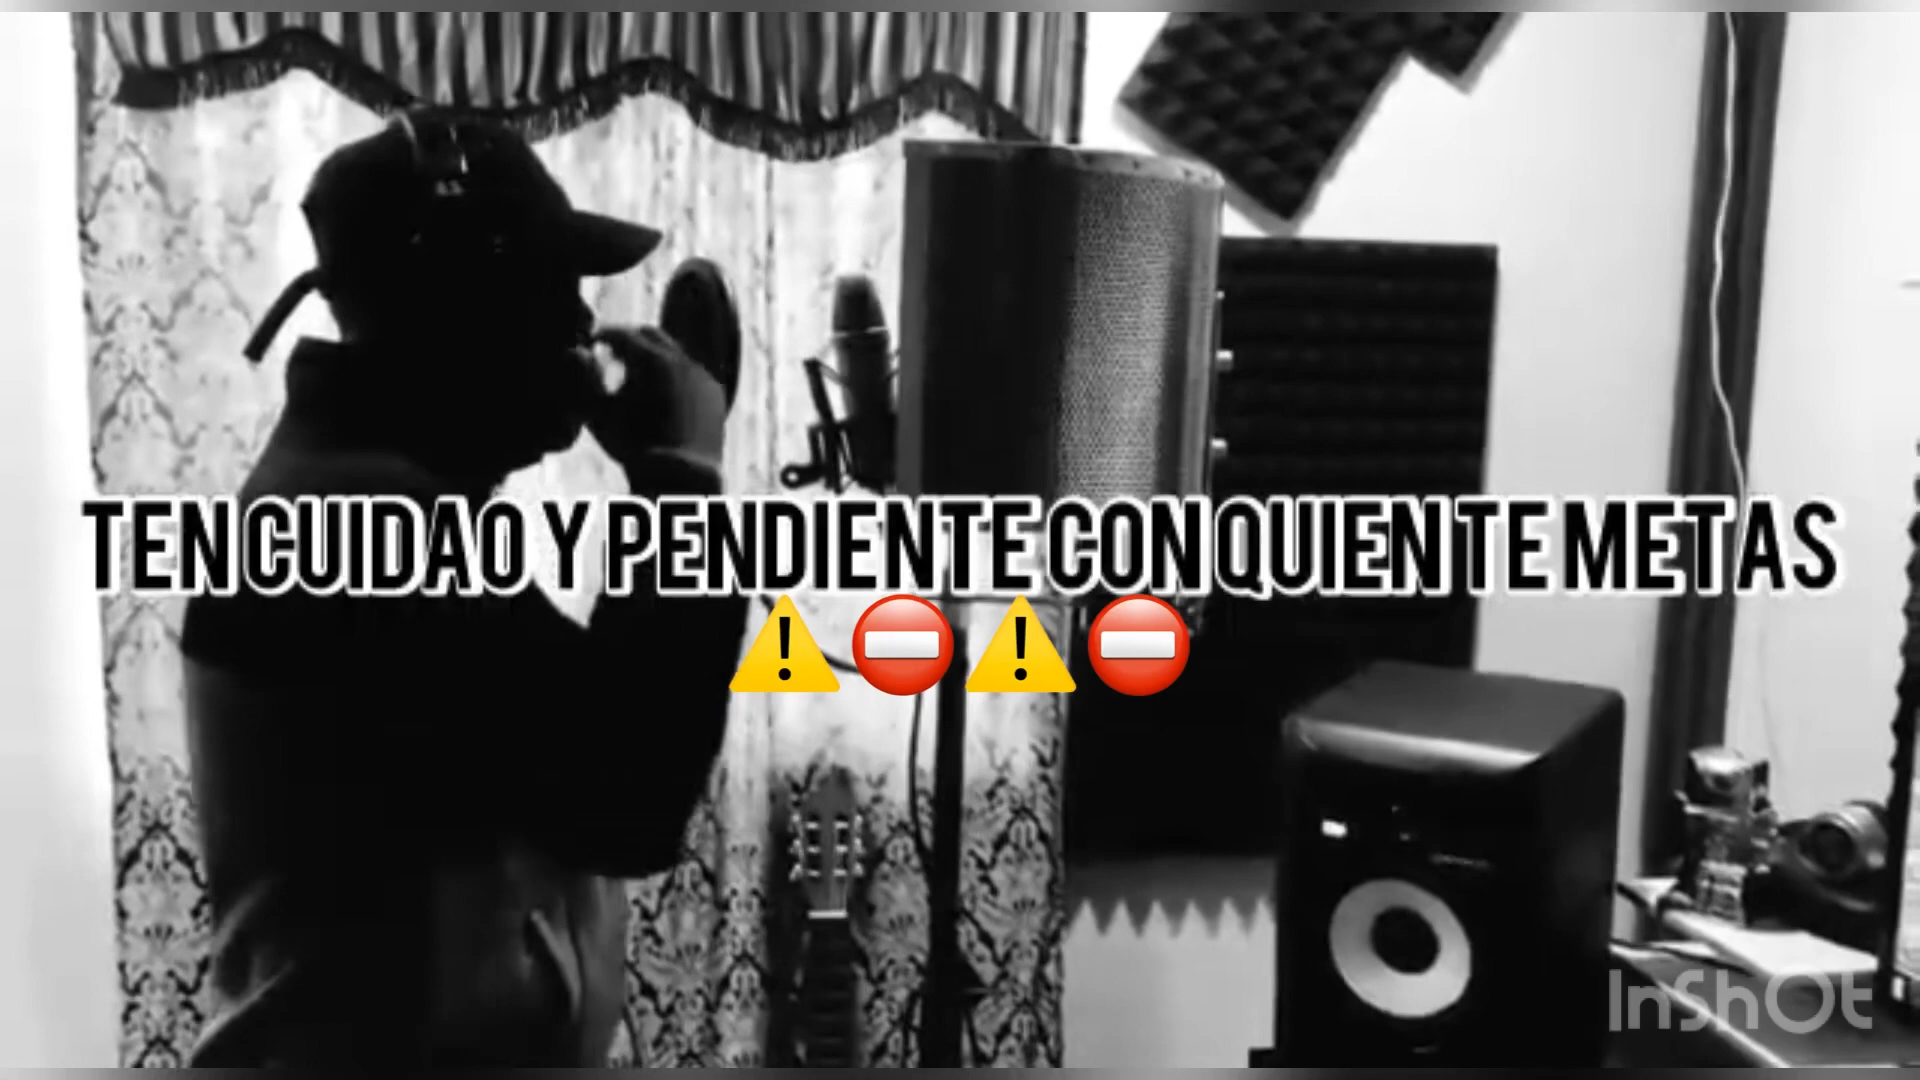 TEN CUIDAO Y PENDIENTE CON QUIEN TE METAS
⚠️⛔⚠️⛔
InShOt